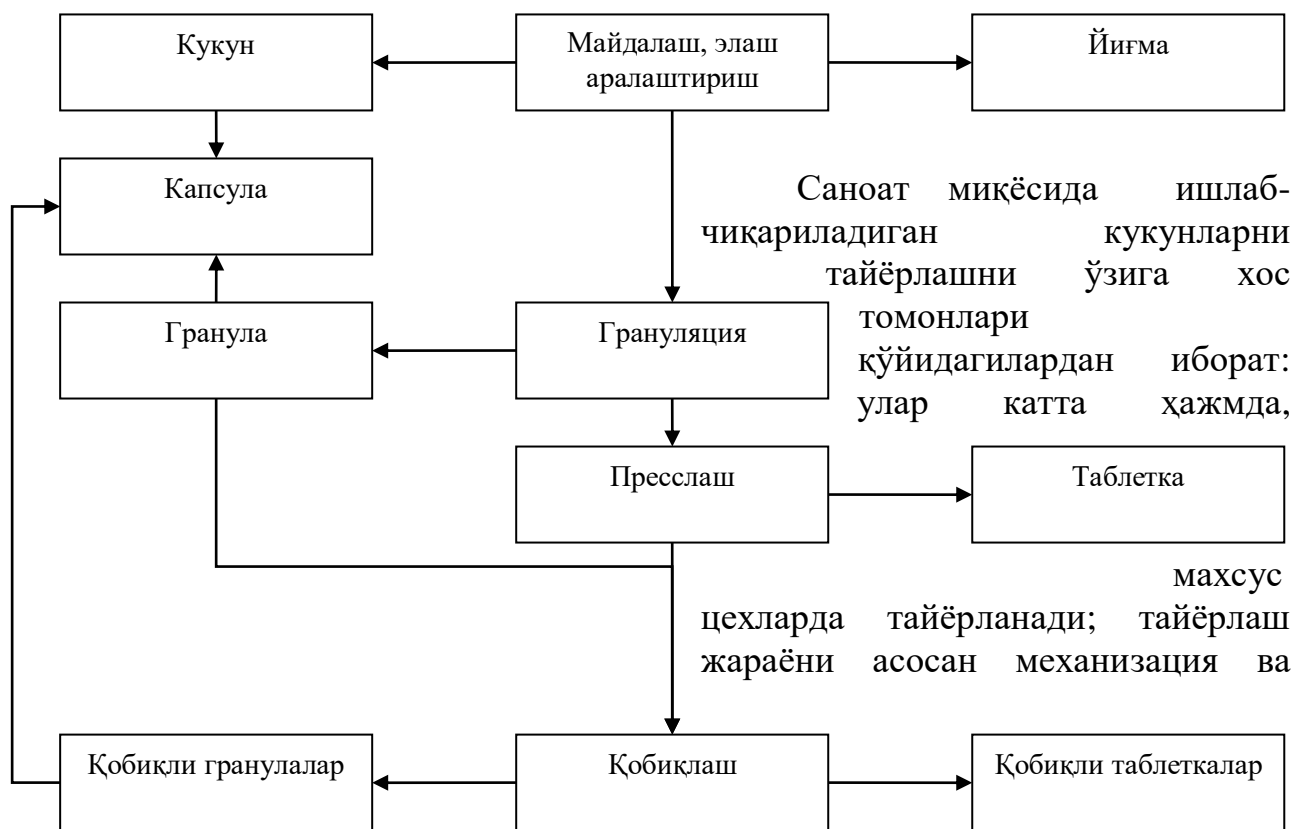 Кукун
Майдалаш, элаш
аралаштириш
Йиғма
Капсула
Саноат миқёсида ишлаб-
чиқариладиган кукунларни
тайёрлашни ўзига хос
томонлари
қўйидагилардан иборат:
улар катта ҳажмда,
Гранула
Грануляция
Пресслаш
Таблетка
махсус
цехларда тайёрланади; тайёрлаш
жараёни асосан механизация ва
Қобиқли гранулалар
Қобиқлаш
Қобиқли таблеткалар